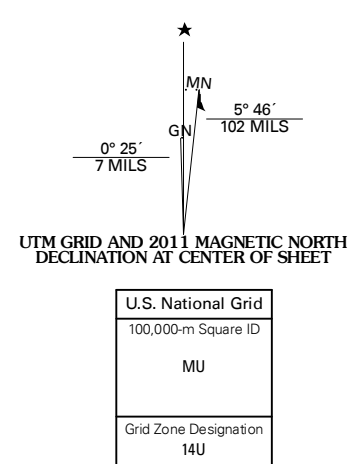 MN
GN
5° 46´
102 MILS
0° 25´
7 MILS
UTM GRID AND 2011 MAGNETIC NORTH
DECLINATION AT CENTER OF SHEET
U.S. National Grid
100,000-m Square ID
MU
Grid Zone Designation
14U